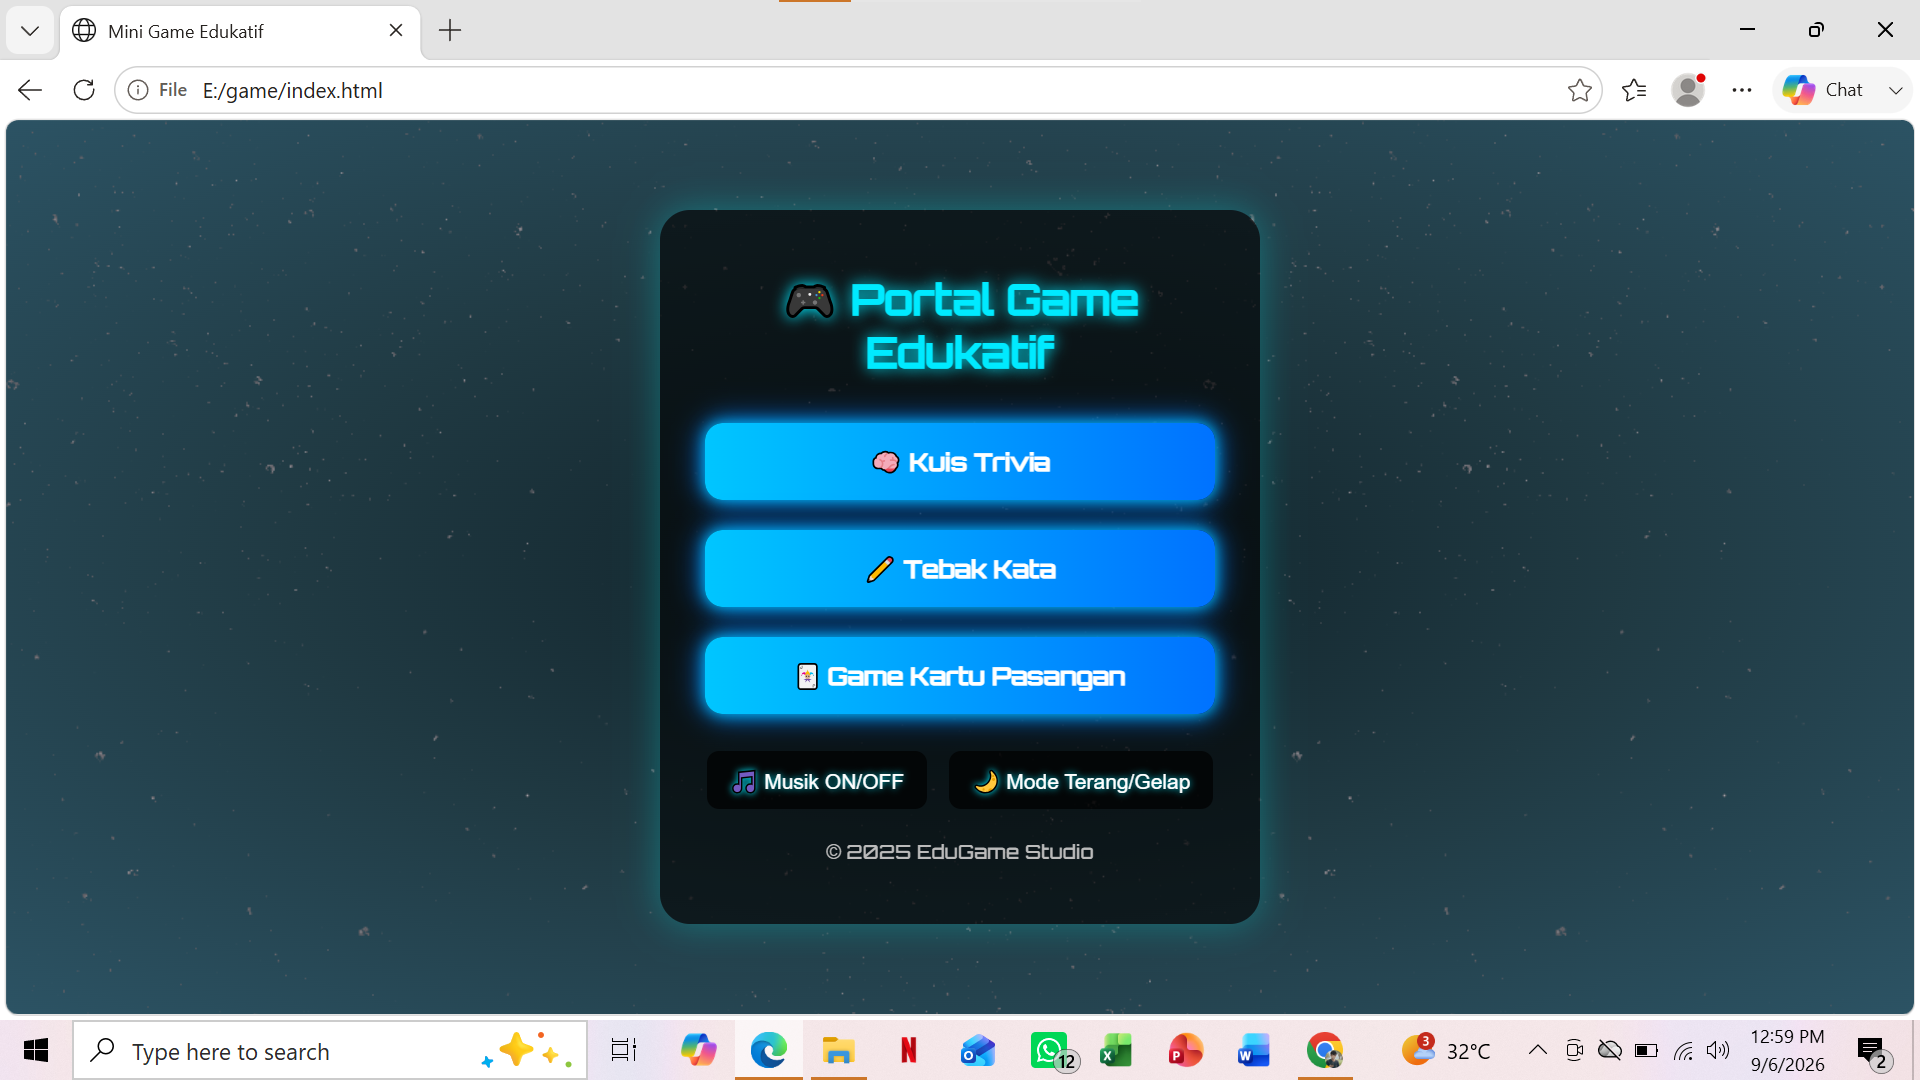 Mini Game Edukatif
File E:/game/index.html
Chat
🎮 Portal Game
Edukatif
🧠 Kuis Trivia
✏️ Tebak Kata
🃏 Game Kartu Pasangan
🎵 Musik ON/OFF
🌙 Mode Terang/Gelap
© 2025 EduGame Studio
Type here to search
12
3
32°C
12:59 PM
9/6/2026
2